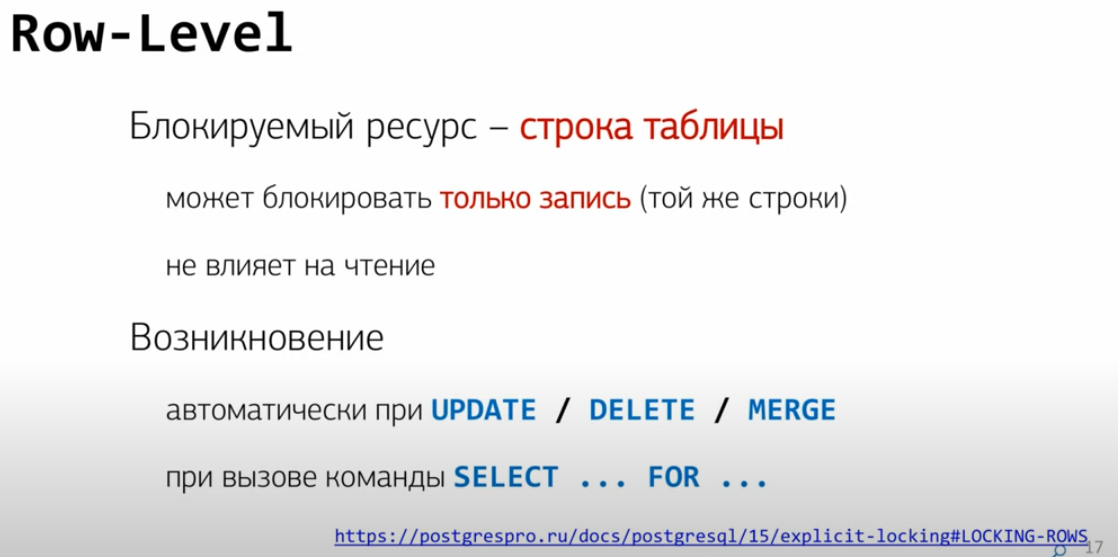 Row-Level
Блокируемый ресурс – строка таблицы
может блокировать только запись (той же строки)
не влияет на чтение
Возникновение
автоматически при UPDATE / DELETE / MERGE
при вызове команды SELECT ... FOR ...
https://postgrespro.ru/docs/postgresql/15/explicit-locking#LOCKING-ROWS
17